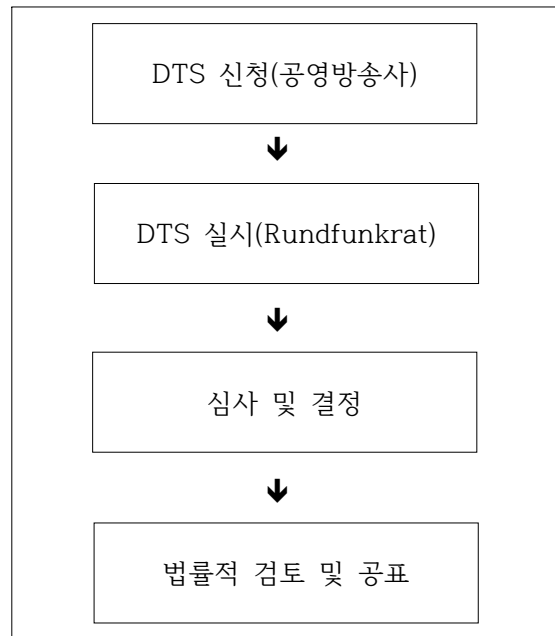 DTS 신청(공영방송사)
DTS 실시(Rundfunkrat)
심사 및 결정
법률적 검토 및 공표